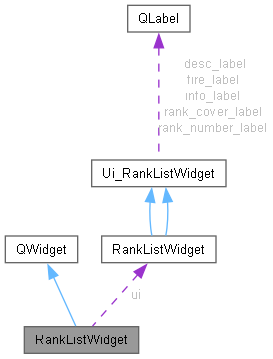 QLabel
desc_label
fire_label
info_label
rank_cover_label
rank_number_label
Ui_RankListWidget
QWidget
RankListWidget
ui
RankListWidget